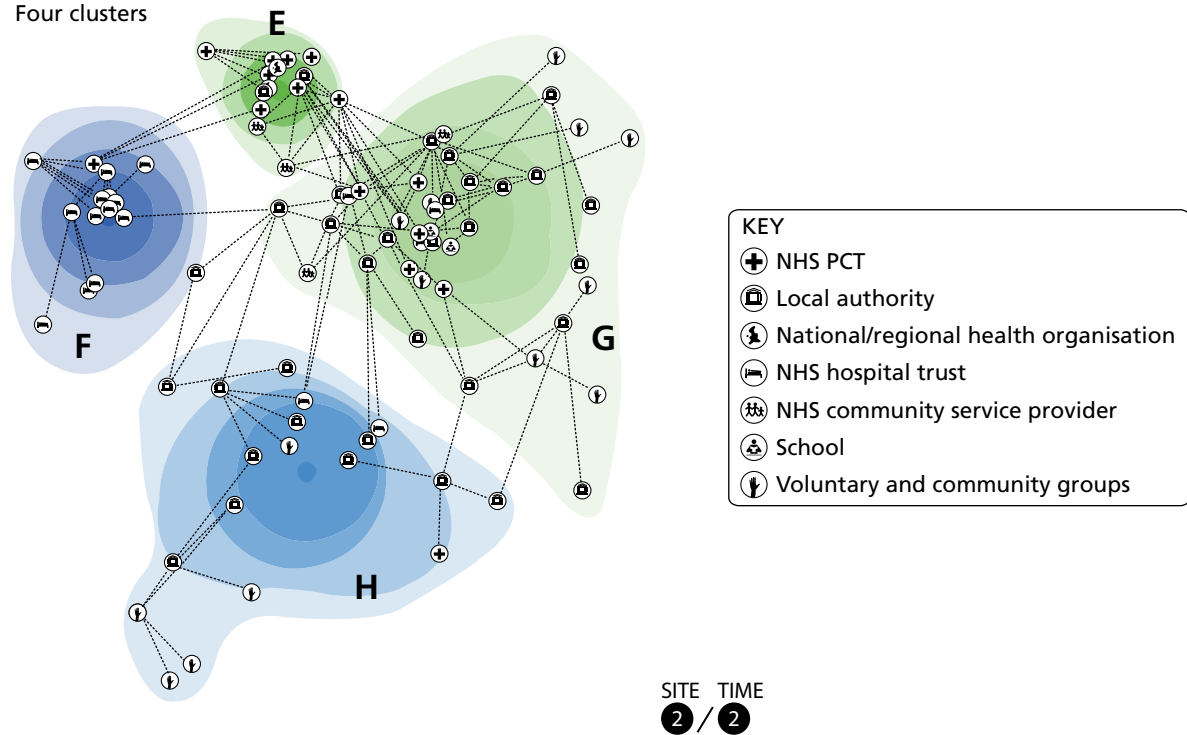 Four clusters
E
F
G
H
KEY
NHS PCT
Local authority
National/regional health organisation
NHS hospital trust
NHS community service provider
School
Voluntary and community groups
SITE TIME
2 / 2